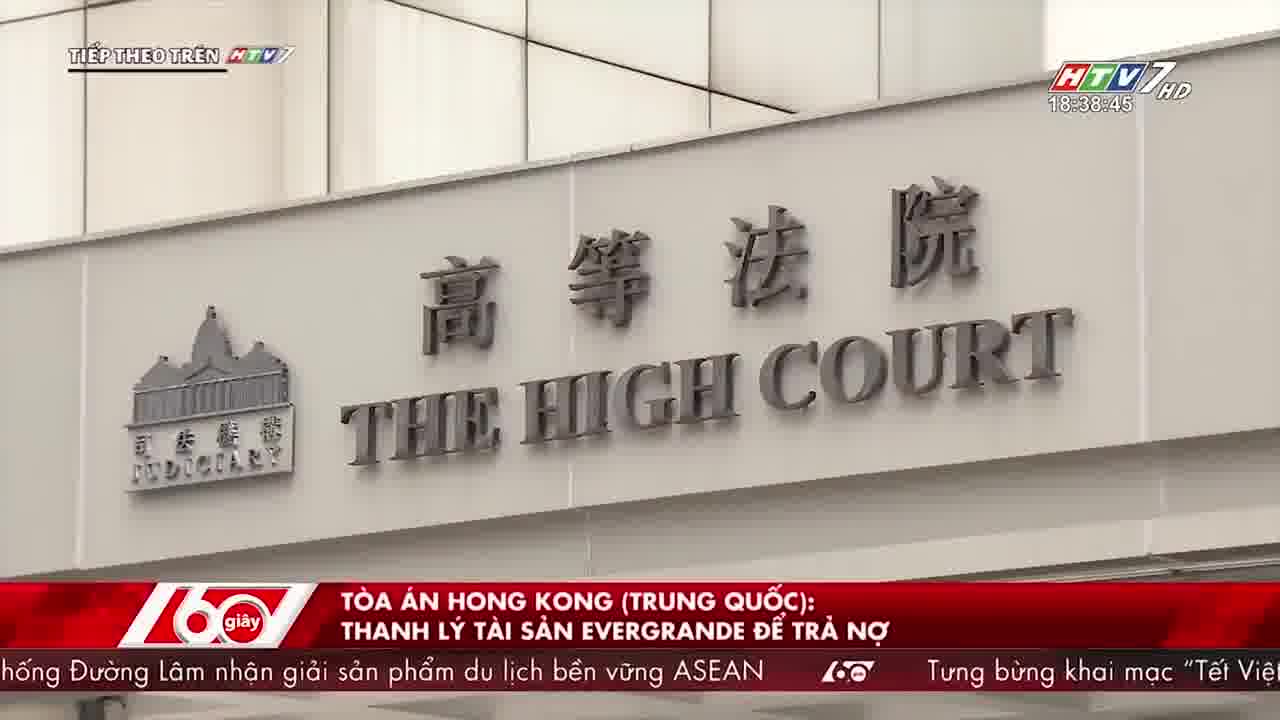 TIẾP THEO TRÊN HTV7
HTV7 HD
18:38:45
高等法院
THE HIGH COURT
司法機構
JUDICIARY
60 giây
TÒA ÁN HONG KONG (TRUNG QUỐC):
THANH LÝ TÀI SẢN EVERGRANDE ĐỂ TRẢ NỢ
hống Đường Lâm nhận giải sản phẩm du lịch bền vững ASEAN 60 Tưng bừng khai mạc “Tết Việt